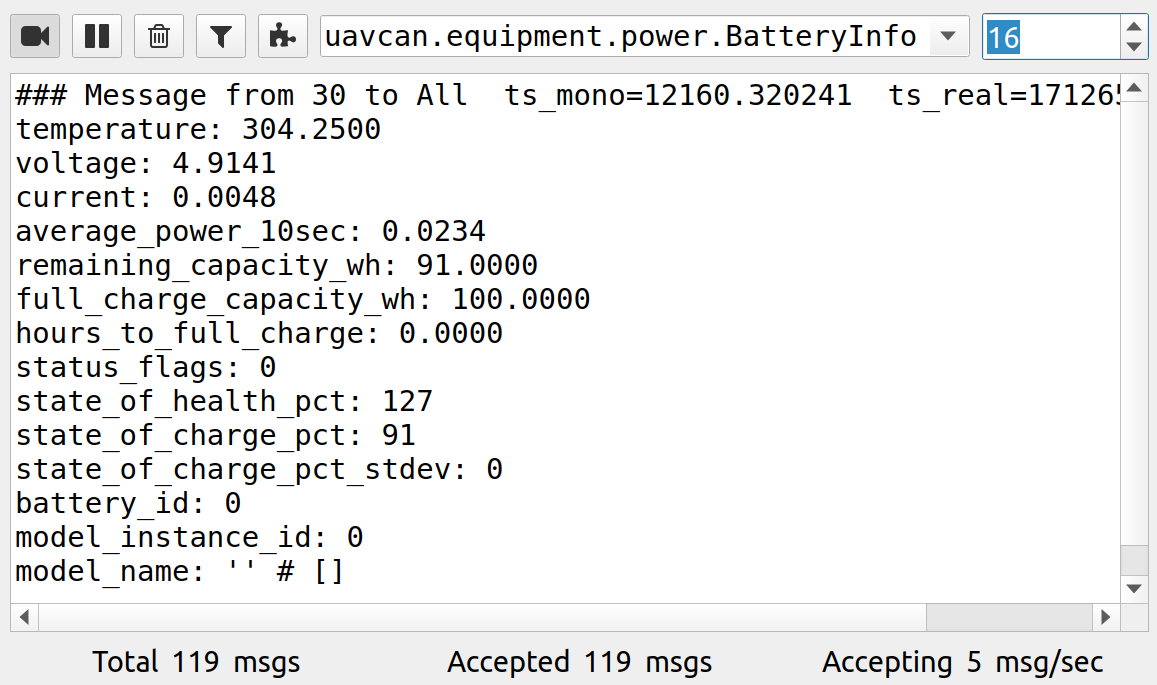 uavcan.equipment.power.BatteryInfo 16
### Message from 30 to All  ts_mono=12160.320241  ts_real=171265
temperature: 304.2500
voltage: 4.9141
current: 0.0048
average_power_10sec: 0.0234
remaining_capacity_wh: 91.0000
full_charge_capacity_wh: 100.0000
hours_to_full_charge: 0.0000
status_flags: 0
state_of_health_pct: 127
state_of_charge_pct: 91
state_of_charge_pct_stdev: 0
battery_id: 0
model_instance_id: 0
model_name: '' # []
Total 119 msgs Accepted 119 msgs Accepting 5 msg/sec